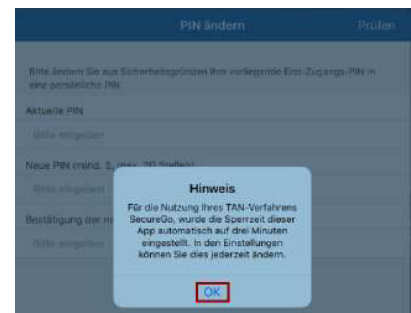 PIN ändern
Prüfen
Bitte ändern Sie aus Sicherheitsgründen Ihre vorliegende Erst-Zugangs-PIN in
eine persönliche PIN
Aktuelle PIN
Bitte eingeben
Neue PIN (mind. 5, max. 20 Stellen)
Bitte eingeben
Bestätigung der
Bitte eingeben
Hinweis
Für die Nutzung Ihres TAN-Verfahrens
SecureGo, wurde die Sperrzeit dieser
App automatisch auf drei Minuten
eingestellt. In den Einstellungen
können Sie dies jederzeit ändern.
OK